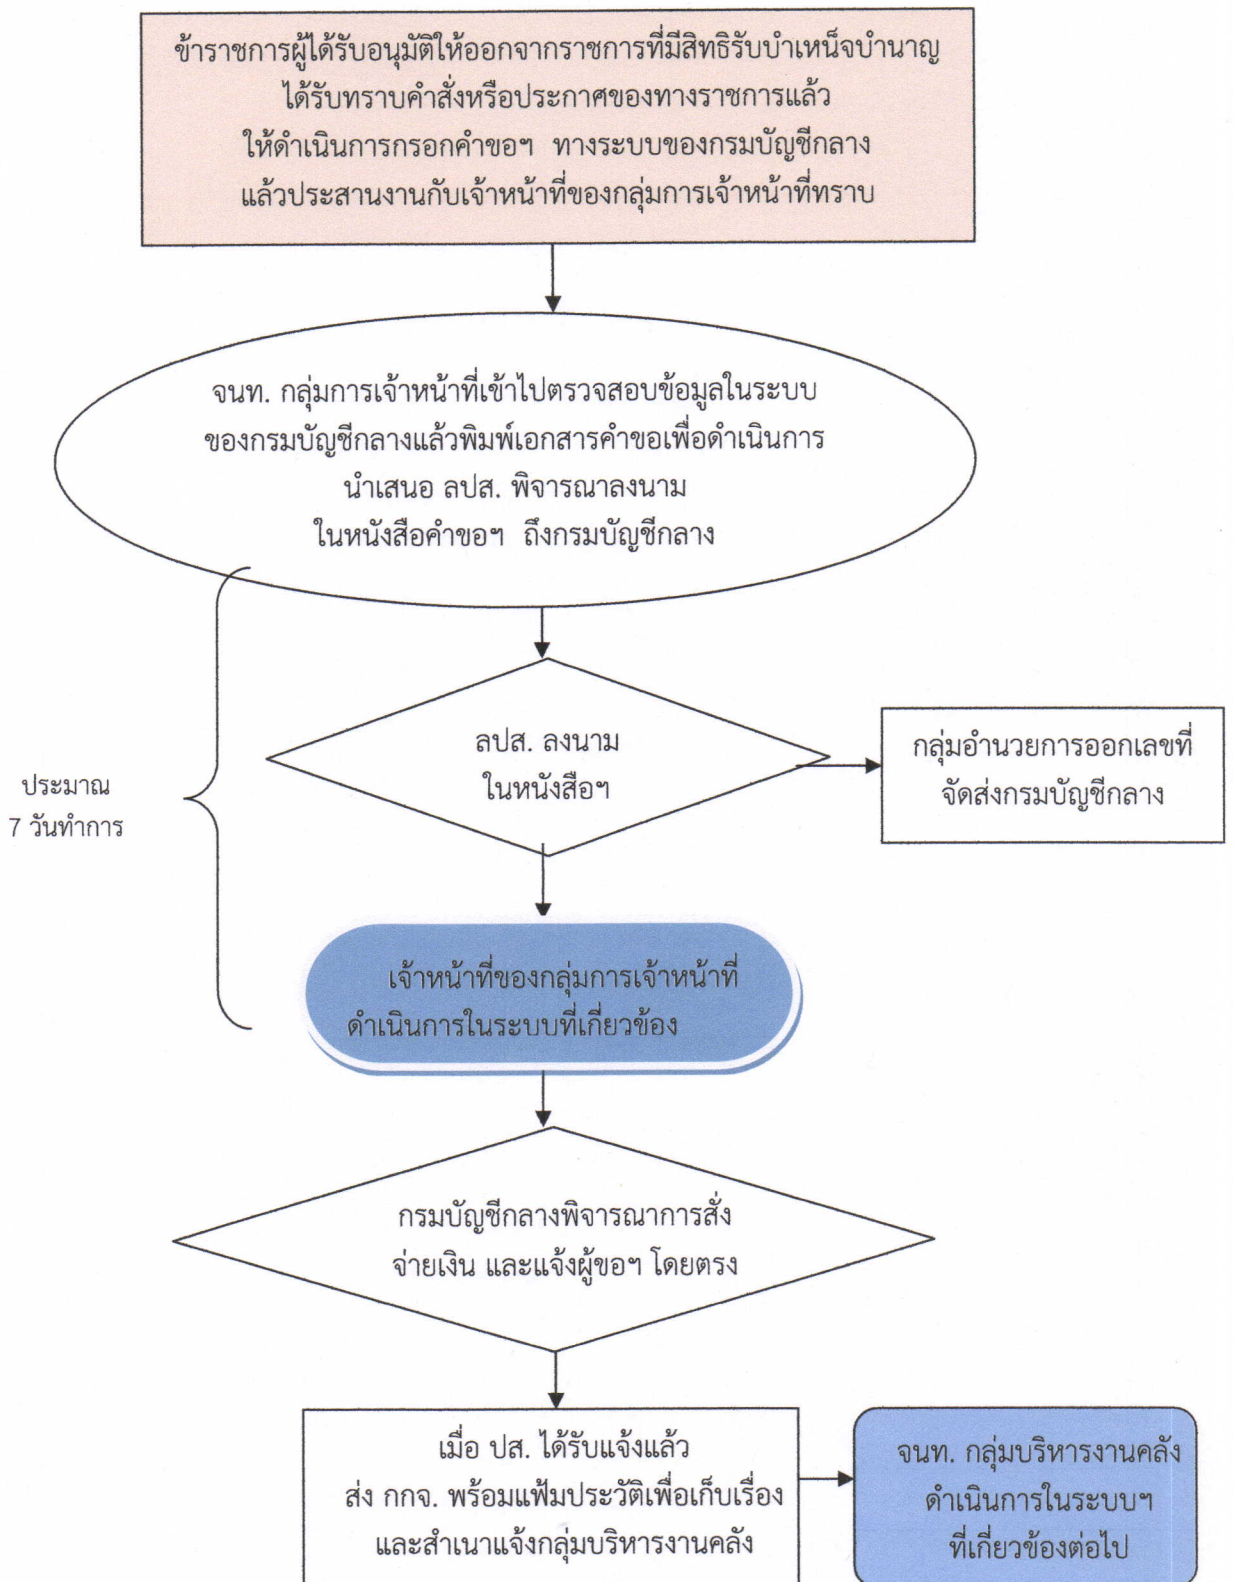 ข้าราชการผู้ได้รับอนุมัติให้ออกจากราชการที่มีสิทธิรับบำเหน็จบำนาญ
ได้รับทราบคำสั่งหรือประกาศของทางราชการแล้ว
ให้ดำเนินการกรอกคำขอฯ ทางระบบของกรมบัญชีกลาง
แล้วประสานงานกับเจ้าหน้าที่ของกลุ่มการเจ้าหน้าที่ทราบ
จนท. กลุ่มการเจ้าหน้าที่เข้าไปตรวจสอบข้อมูลในระบบ
ของกรมบัญชีกลางแล้วพิมพ์เอกสารคำขอเพื่อดำเนินการ
นำเสนอ ลปส. พิจารณาลงนาม
ในหนังสือคำขอฯ ถึงกรมบัญชีกลาง
ลปส. ลงนาม
ในหนังสือฯ
กลุ่มอำนวยการออกเลขที่
จัดส่งกรมบัญชีกลาง
ประมาณ
7 วันทำการ
เจ้าหน้าที่ของกลุ่มการเจ้าหน้าที่
ดำเนินการในระบบที่เกี่ยวข้อง
กรมบัญชีกลางพิจารณาการสั่ง
จ่ายเงิน และแจ้งผู้ขอฯ โดยตรง
เมื่อ ปส. ได้รับแจ้งแล้ว
ส่ง กกจ. พร้อมแฟ้มประวัติเพื่อเก็บเรื่อง
และสำเนาแจ้งกลุ่มบริหารงานคลัง
จนท. กลุ่มบริหารงานคลัง
ดำเนินการในระบบฯ
ที่เกี่ยวข้องต่อไป